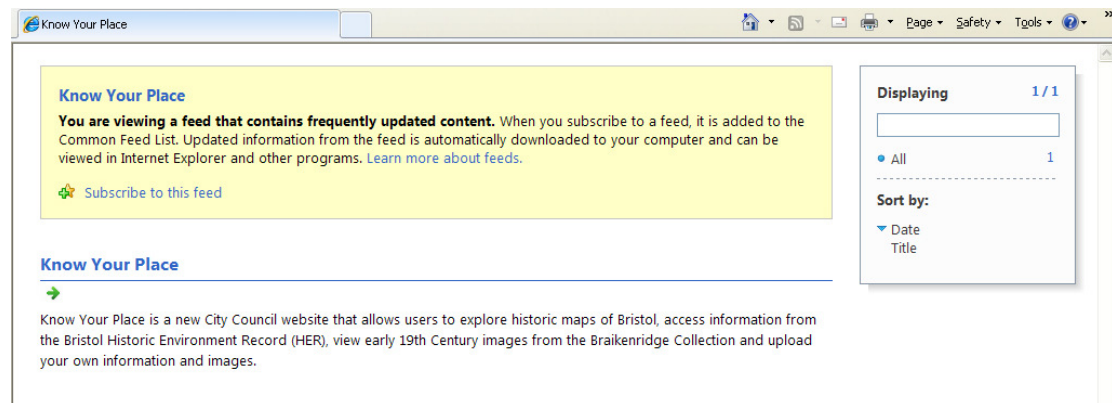 Know Your Place
Page Safety Tools
Know Your Place
You are viewing a feed that contains frequently updated content. When you subscribe to a feed, it is added to the
Common Feed List. Updated information from the feed is automatically downloaded to your computer and can be
viewed in Internet Explorer and other programs. Learn more about feeds.
Subscribe to this feed
Know Your Place
Know Your Place is a new City Council website that allows users to explore historic maps of Bristol, access information from
the Bristol Historic Environment Record (HER), view early 19th Century images from the Braikenridge Collection and upload
your own information and images.
Displaying 1 / 1
All 1
Sort by:
Date
Title